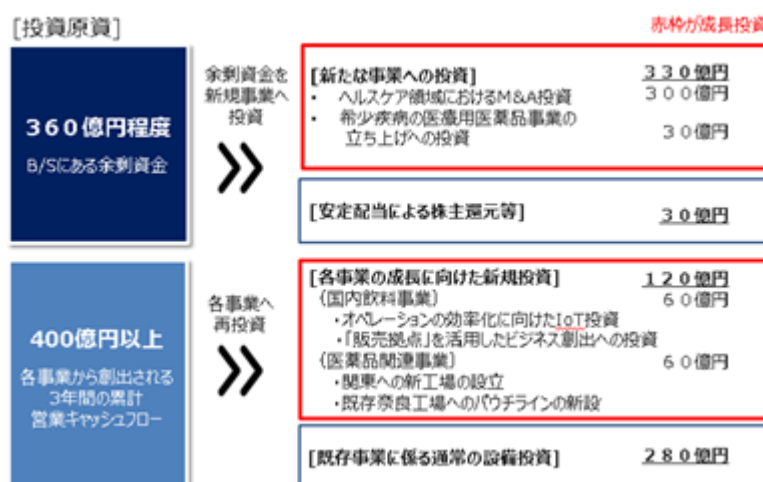 [投資原資]
赤枠が成長投資
360億円程度
B/Sにある余剰資金
余剰資金を
新規事業へ
投資
[新たな事業への投資] 330億円
・ ヘルスケア領域におけるM&A投資 300億円
・ 希少疾病の医療用医薬品事業の
立ち上げへの投資 30億円
[安定配当による株主還元等] 30億円
400億円以上
各事業から創出される
3年間の累計
営業キャッシュフロー
各事業へ
再投資
[各事業の成長に向けた新規投資] 120億円
(国内飲料事業) 60億円
・オペレーションの効率化に向けたIoT投資
・「販売拠点」を活用したビジネス創出への投資
(医薬品関連事業) 60億円
・関東への新工場の設立
・既存奈良工場へのパウチラインの新設
[既存事業に係る通常の設備投資] 280億円